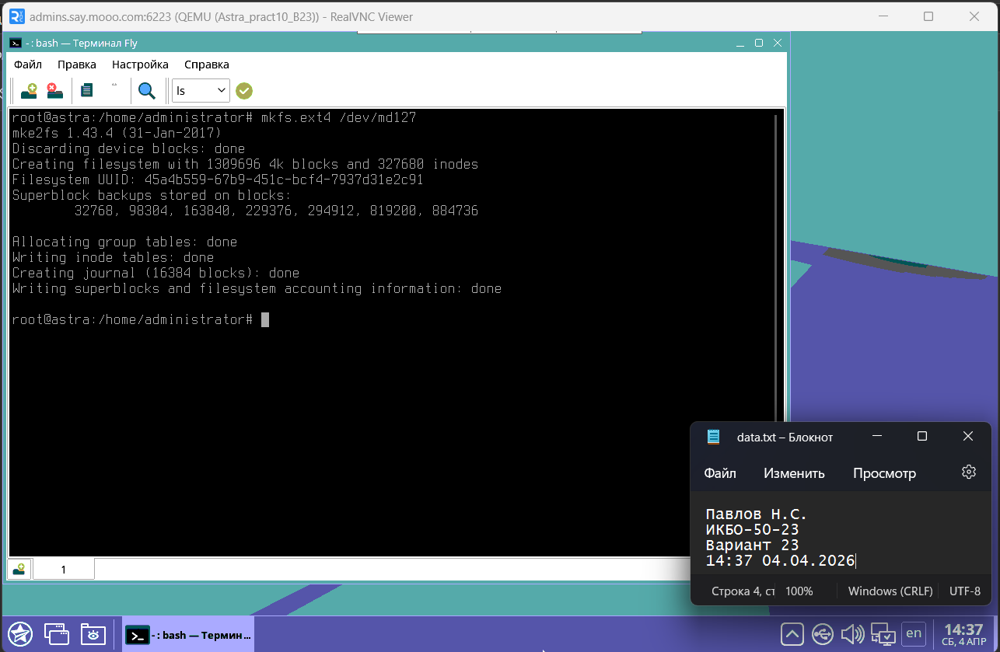 admins.say.mooo.com:6223 (QEMU (Astra_pract10_B23)) - RealVNC Viewer
- : bash — Терминал Fly
Файл Правка Настройка Справка
ls
root@astra:/home/administrator# mkfs.ext4 /dev/md127
mke2fs 1.43.4 (31-Jan-2017)
Discarding device blocks: done
Creating filesystem with 1309696 4k blocks and 327680 inodes
Filesystem UUID: 45a4b559-67b9-451c-bcf4-7937d31e2c91
Superblock backups stored on blocks:
32768, 98304, 163840, 229376, 294912, 819200, 884736
Allocating group tables: done
Writing inode tables: done
Creating journal (16384 blocks): done
Writing superblocks and filesystem accounting information: done
root@astra:/home/administrator#
1
data.txt – Блокнот
Файл Изменить Просмотр
Павлов Н.С.
ИКБО-50-23
Вариант 23
14:37 04.04.2026
Строка 4, ст 100% Windows (CRLF) UTF-8
- : bash — Термин...
en
14:37
СБ, 4 АПР